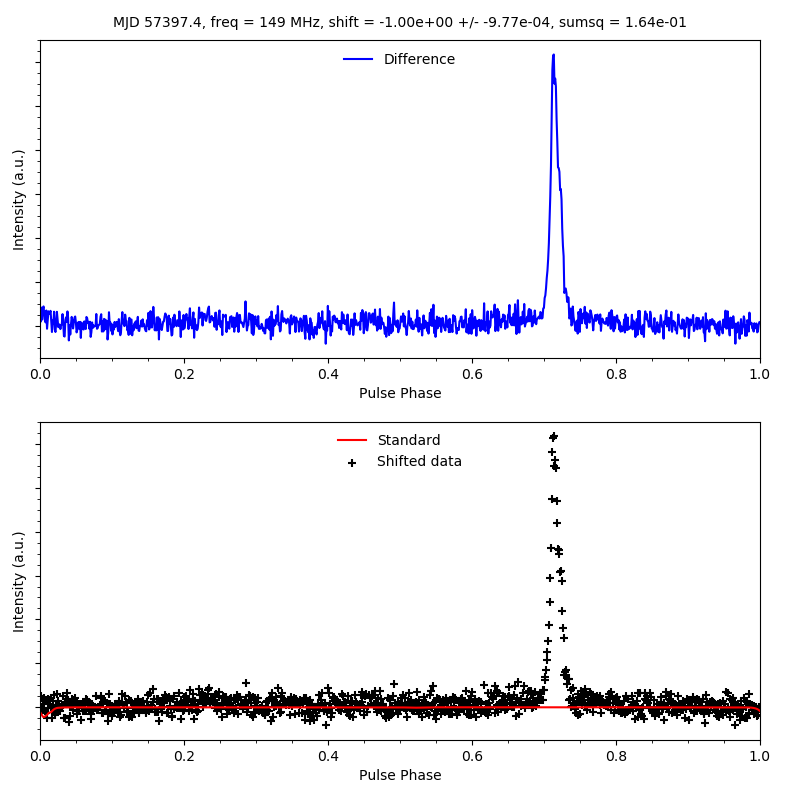 MJD 57397.4, freq = 149 MHz, shift = -1.00e+00 +/- -9.77e-04, sumsq = 1.64e-01
Difference
Intensity (a.u.)
0.0 0.2 0.4 0.6 0.8 1.0
Pulse Phase
Standard
Shifted data
Intensity (a.u.)
0.0 0.2 0.4 0.6 0.8 1.0
Pulse Phase